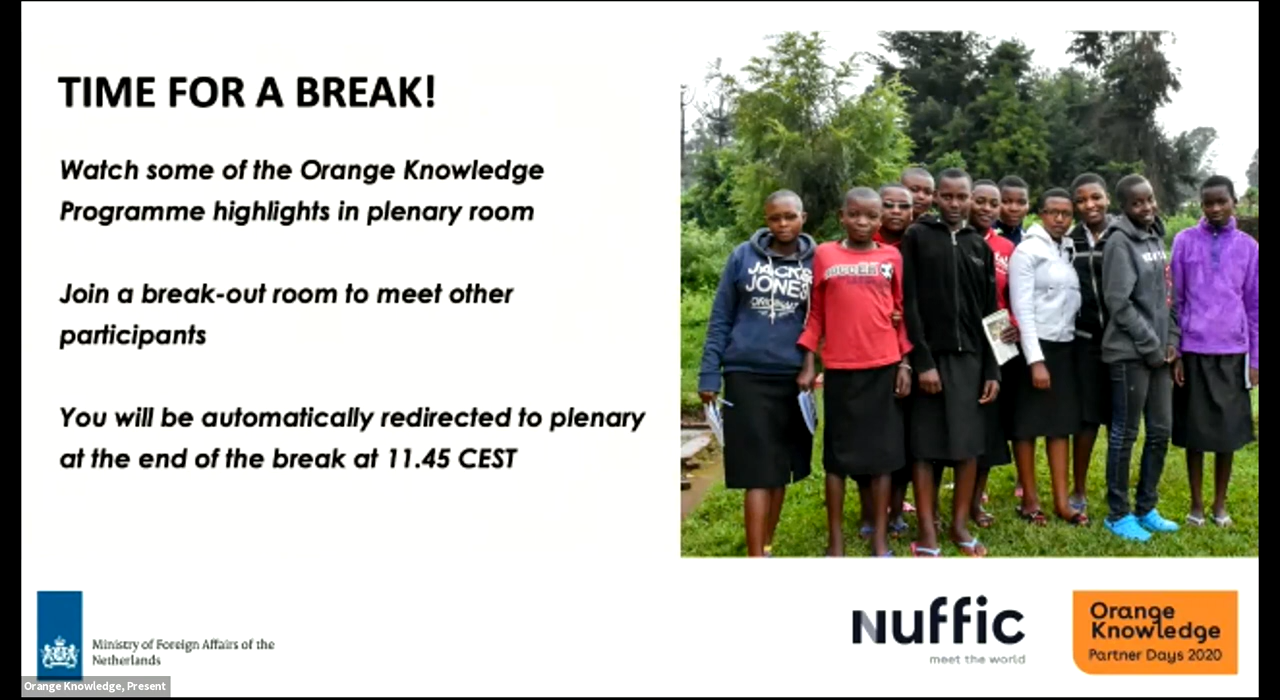 TIME FOR A BREAK!
Watch some of the Orange Knowledge
Programme highlights in plenary room
Join a break-out room to meet other
participants
You will be automatically redirected to plenary
at the end of the break at 11.45 CEST
JACK &
JONES
ORIGINALS
SOCCER
Ministry of Foreign Affairs of the
Netherlands
Nuffic
meet the world
Orange
Knowledge
Partner Days 2020
Orange Knowledge, Present